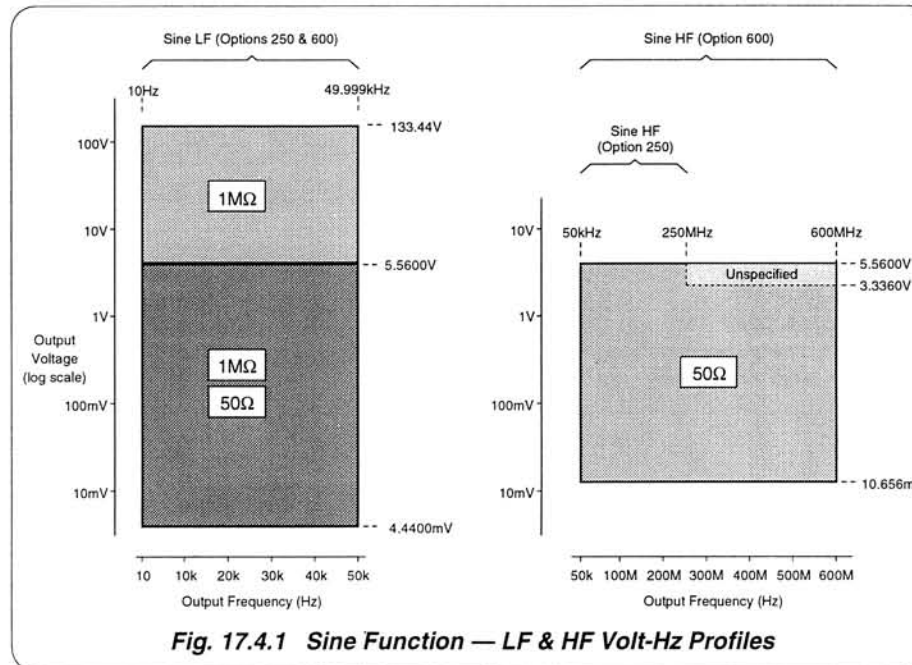 Sine LF (Options 250 & 600)
10Hz
49.999kHz
133.44V
100V
1MΩ
10V
5.5600V
1V
Output
Voltage
(log scale)
1MΩ
50Ω
100mV
10mV
4.4400mV
10 10k 20k 30k 40k 50k
Output Frequency (Hz)
Sine HF (Option 600)
Sine HF
(Option 250)
50kHz
250MHz
600MHz
10V
5.5600V
Unspecified
3.3360V
1V
50Ω
100mV
10mV
10.656m
50k 100M 200M 300M 400M 500M 600M
Output Frequency (Hz)
Fig. 17.4.1 Sine Function — LF & HF Volt-Hz Profiles